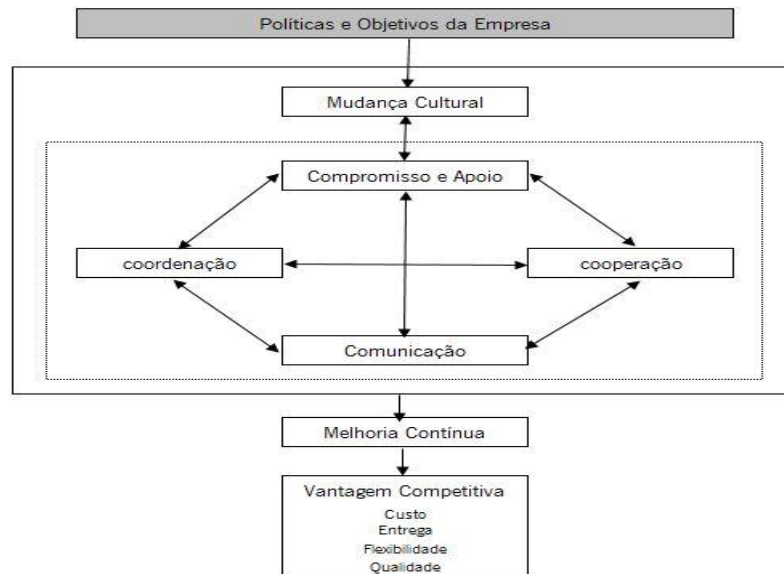 Políticas e Objetivos da Empresa
Mudança Cultural
Compromisso e Apoio
coordenação
cooperação
Comunicação
Melhoria Contínua
Vantagem Competitiva
Custo
Entrega
Flexibilidade
Qualidade